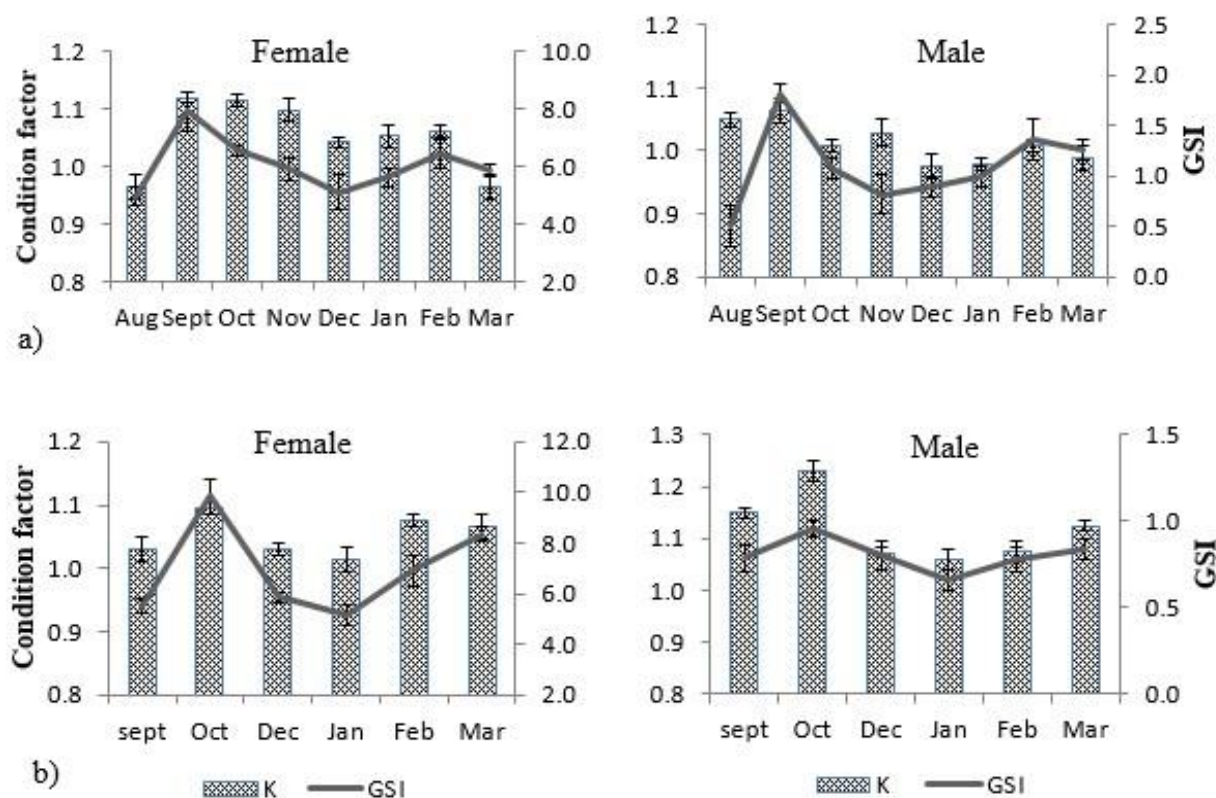 Female
Condition factor
1.2
1.1
1.0
0.9
0.8
10.0
8.0
6.0
4.0
2.0
Aug Sept Oct Nov Dec Jan Feb Mar
Male
1.2
1.1
1.0
0.9
0.8
2.5
2.0
1.5
1.0
0.5
0.0
GSI
Aug Sept Oct Nov Dec Jan Feb Mar
a)
Female
Condition factor
1.2
1.1
1.0
0.9
0.8
12.0
10.0
8.0
6.0
4.0
2.0
sept Oct Dec Jan Feb Mar
Male
1.3
1.2
1.1
1.0
0.9
0.8
1.5
1.0
0.5
0.0
GSI
sept Oct Dec Jan Feb Mar
b)
K GSI
K GSI